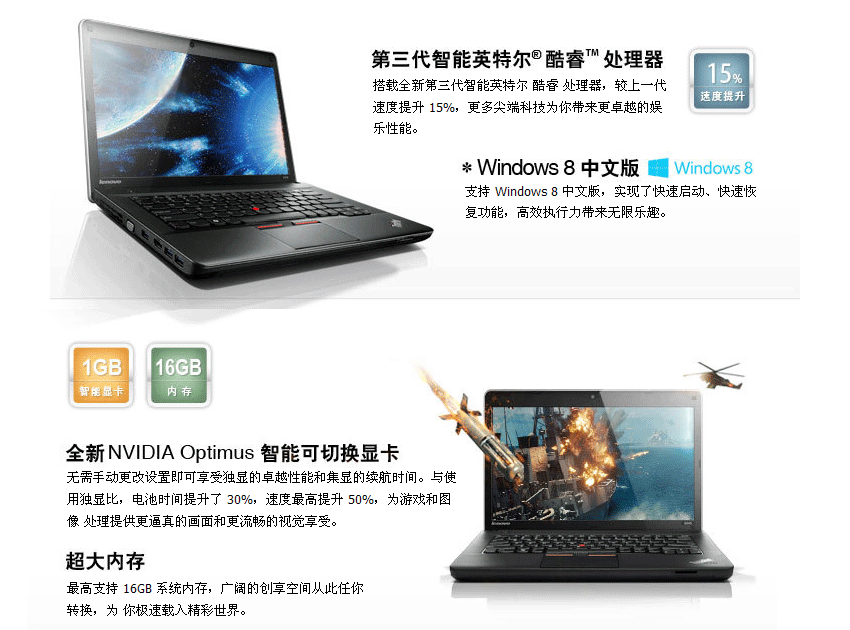 第三代智能英特尔® 酷睿™ 处理器
搭载全新第三代智能英特尔 酷睿 处理器，较上一代
速度提升 15%，更多尖端科技为你带来更卓越的娱
乐性能。
15%
速度提升
* Windows 8 中文版 Windows 8
支持 Windows 8 中文版，实现了快速启动、快速恢
复功能，高效执行力带来无限乐趣。
lenovo
1GB
智能显卡
16GB
内存
全新NVIDIA Optimus 智能可切换显卡
无需手动更改设置即可享受独显的卓越性能和集显的续航时间。与使
用独显比，电池时间提升了 30%，速度最高提升 50%，为游戏和图
像 处理提供更逼真的画面和更流畅的视觉享受。
超大内存
最高支持 16GB 系统内存，广阔的创享空间从此任你
转换，为 你极速载入精彩世界。
lenovo